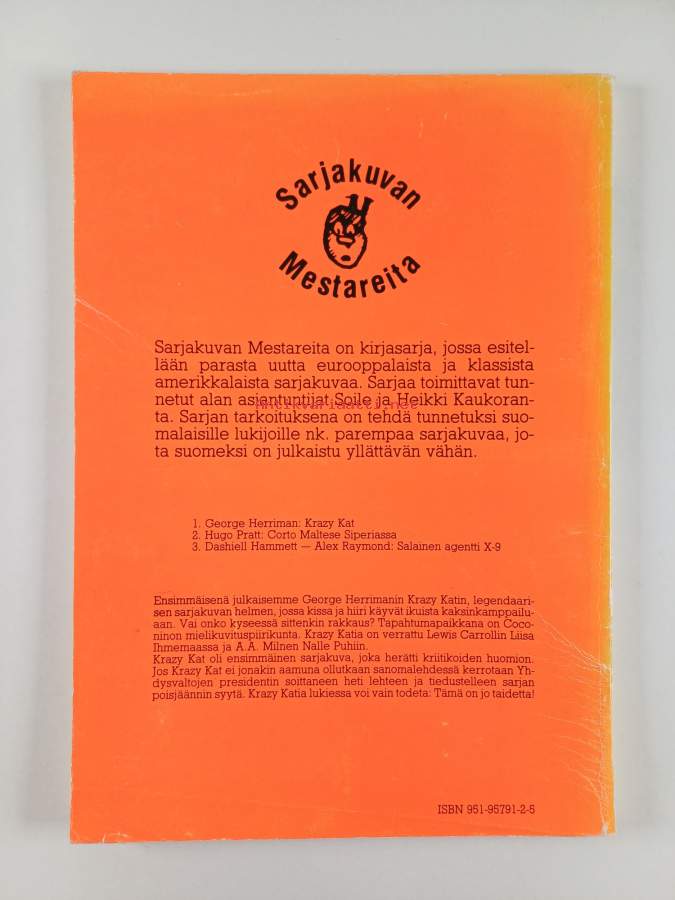 Sarjakuvan
Mestareita
Sarjakuvan Mestareita on kirjasarja, jossa esitel-
lään parasta uutta eurooppalaista ja klassista
amerikkalaista sarjakuvaa. Sarjaa toimittavat tun-
netut alan asiantuntijat Soile ja Heikki Kaukoran-
antikvariaatti.net
ta. Sarjan tarkoituksena on tehdä tunnetuksi suo-
malaisille lukijoille nk. parempaa sarjakuvaa, jo-
ta suomeksi on julkaistu yllättävän vähän.
1. George Herriman: Krazy Kat
2. Hugo Pratt: Corto Maltese Siperiassa
3. Dashiell Hammett — Alex Raymond: Salainen agentti X-9
Ensimmäisenä julkaisemme George Herrimanin Krazy Katin, legendaari-
sen sarjakuvan helmen, jossa kissa ja hiiri käyvät ikuista kaksinkamppailu-
aan. Vai onko kyseessä sittenkin rakkaus? Tapahtumapaikkana on Coco-
ninon mielikuvituspiirikunta. Krazy Katia on verrattu Lewis Carrollin Liisa
Ihmemaassa ja A.A. Milnen Nalle Puhiin.
Krazy Kat oli ensimmäinen sarjakuva, joka herätti kriitikoiden huomion.
Jos Krazy Kat ei jonakin aamuna ollutkaan sanomalehdessä kerrotaan Yh-
dysvaltojen presidentin soittaneen heti lehteen ja tiedustelleen sarjan
poisjäännin syytä. Krazy Katia lukiessa voi vain todeta: Tämä on jo taidetta!
ISBN 951-95791-2-5